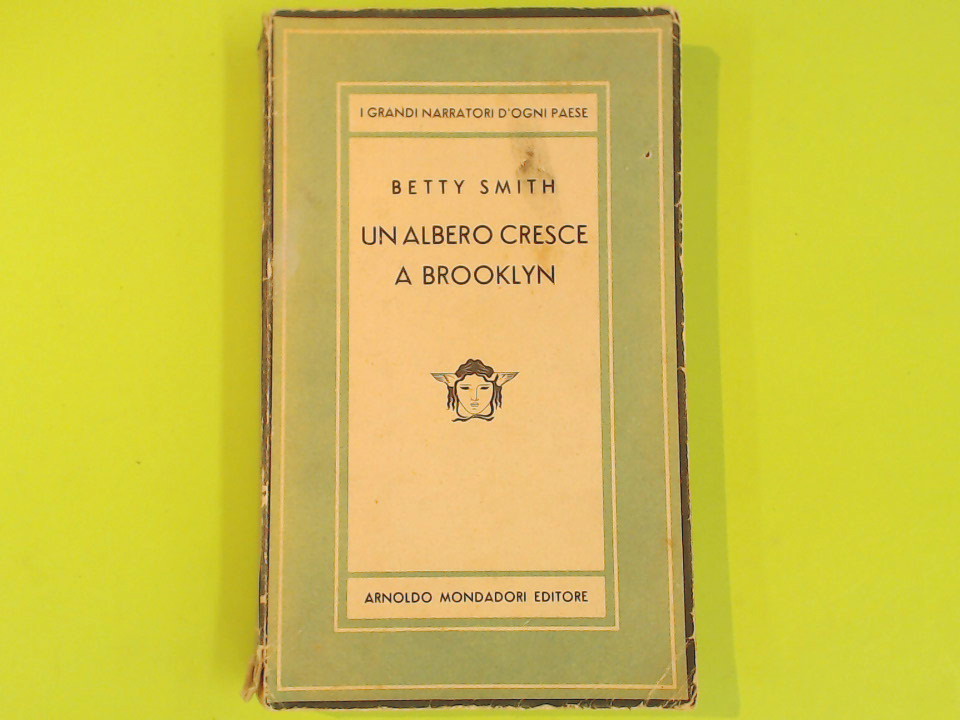 I GRANDI NARRATORI D'OGNI PAESE
BETTY SMITH
UN ALBERO CRESCE
A BROOKLYN
ARNOLDO MONDADORI EDITORE